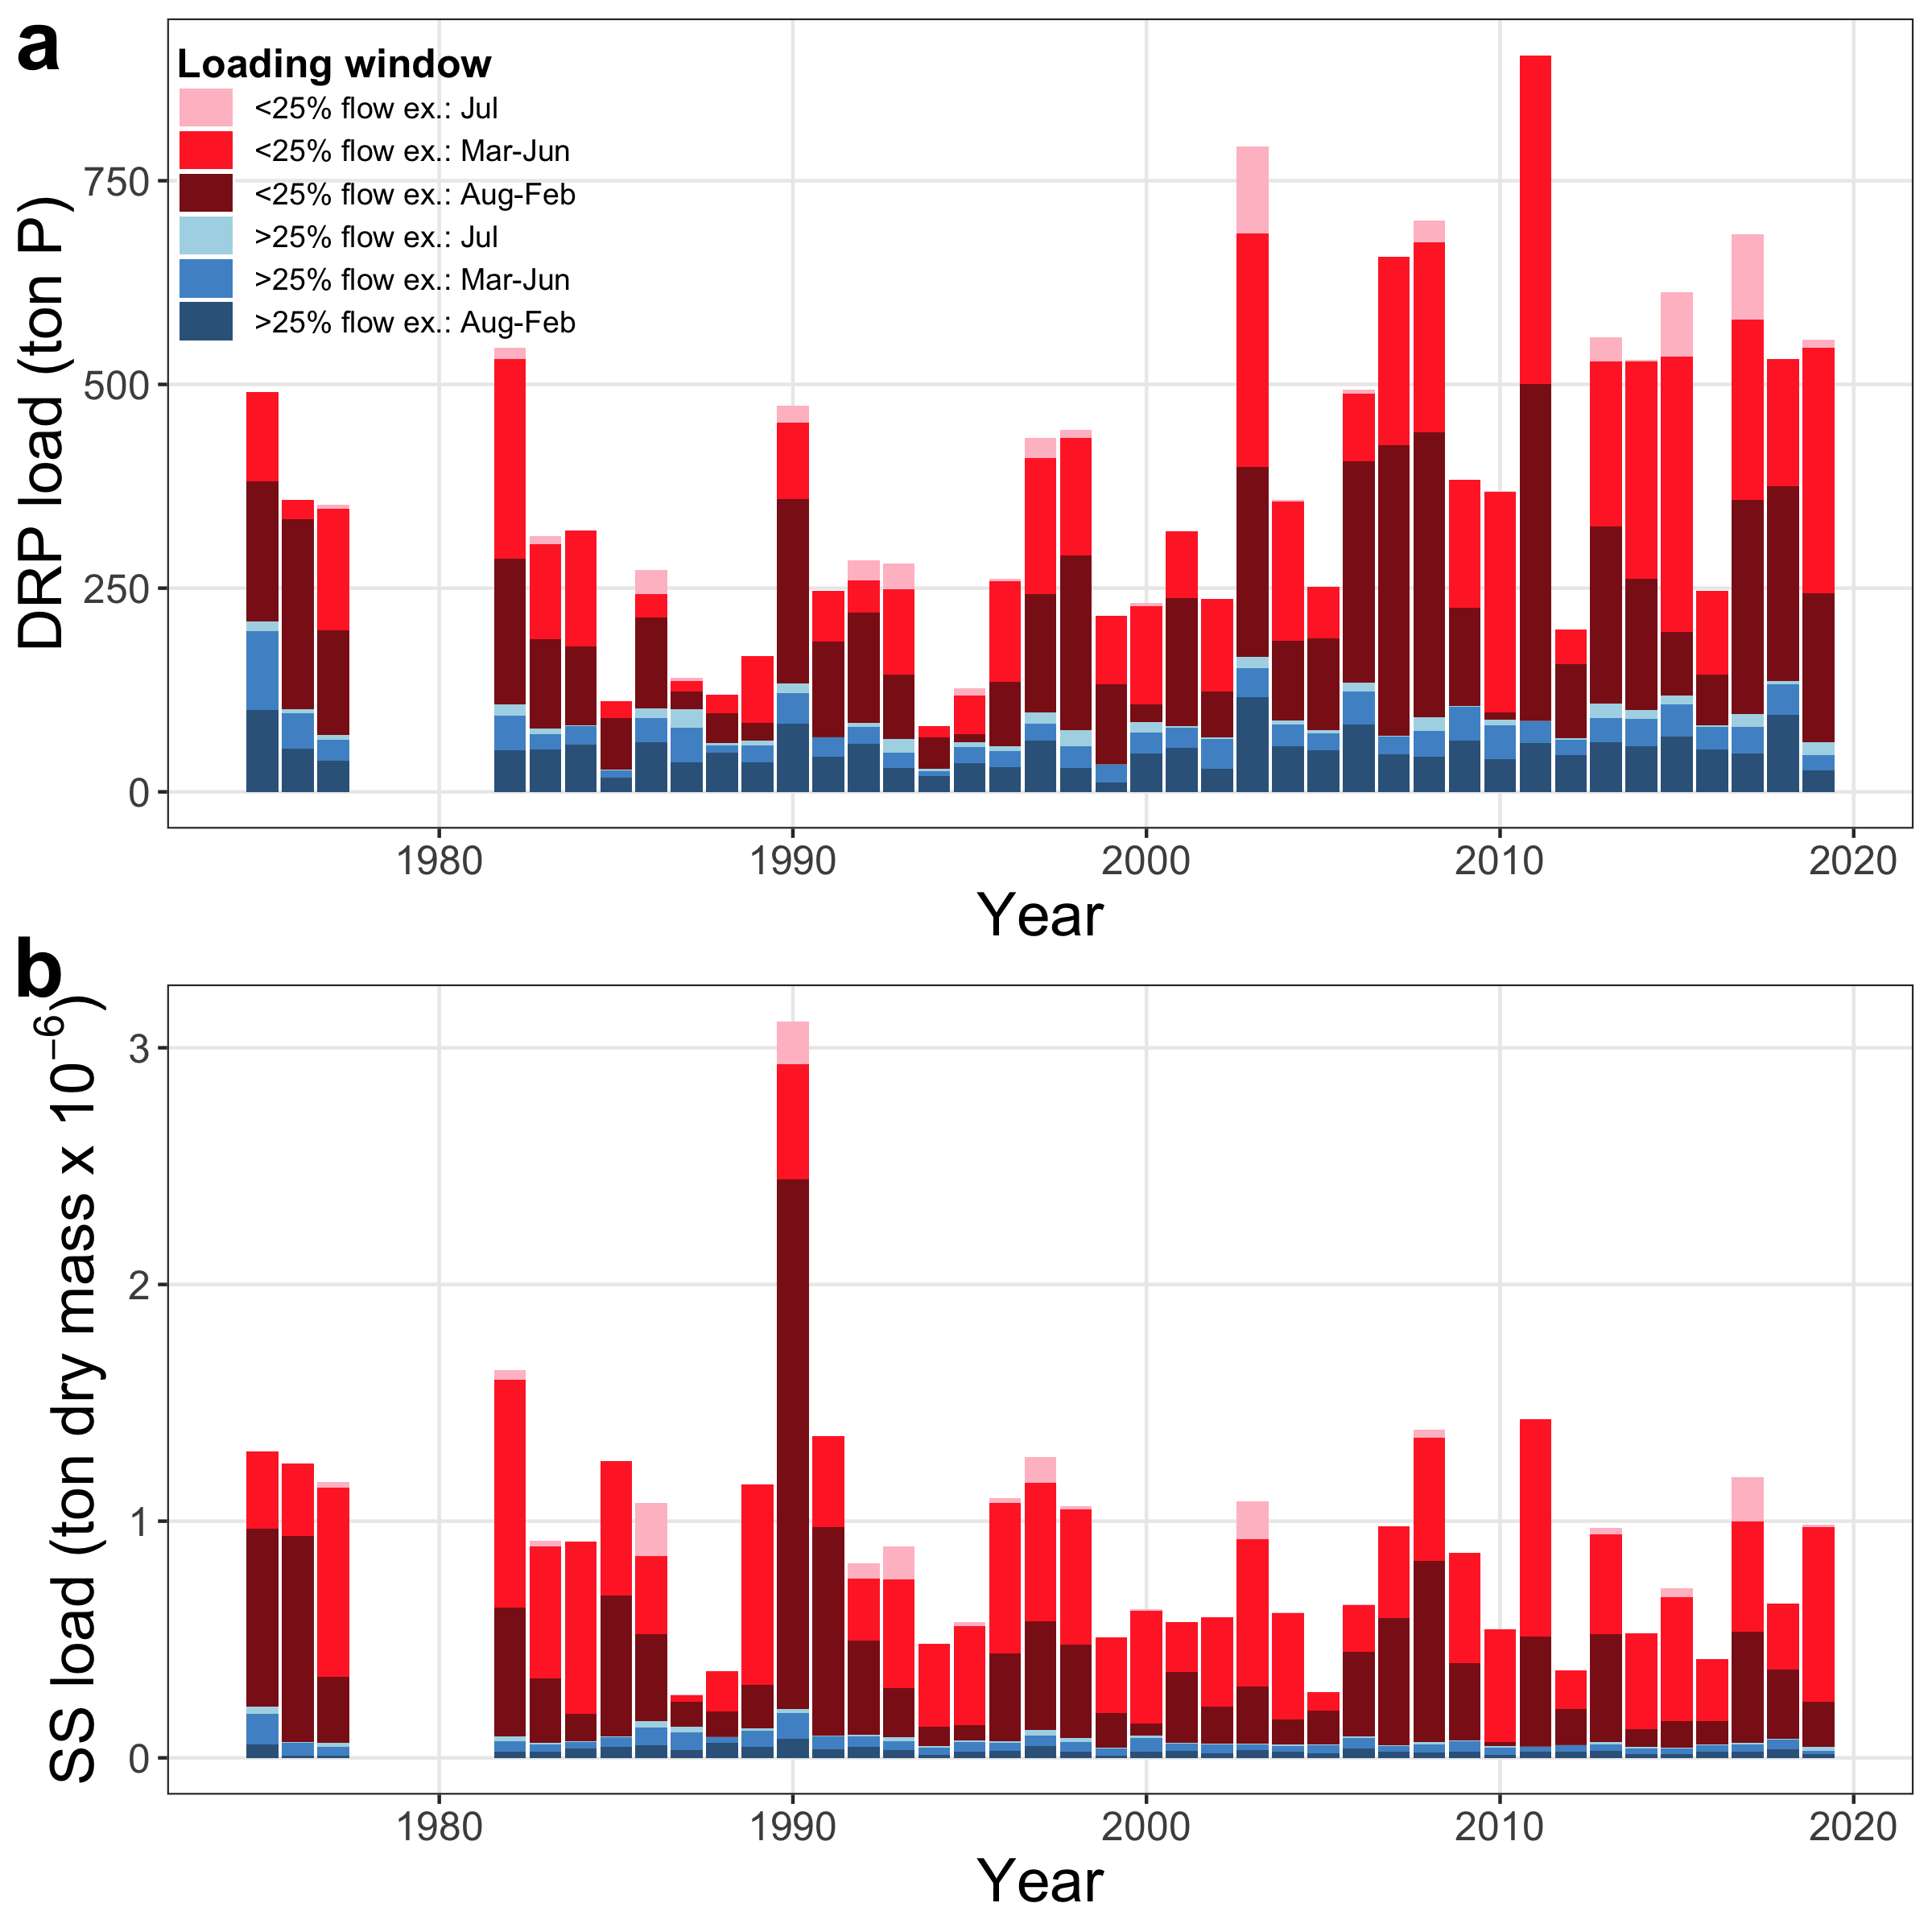 a
Loading window
<25% flow ex.: Jul
<25% flow ex.: Mar-Jun
<25% flow ex.: Aug-Feb
>25% flow ex.: Jul
>25% flow ex.: Mar-Jun
>25% flow ex.: Aug-Feb
DRP load (ton P)
750
500
250
0
1980 1990 2000 2010 2020
Year
b
SS load (ton dry mass x 10⁻⁶)
3
2
1
0
1980 1990 2000 2010 2020
Year